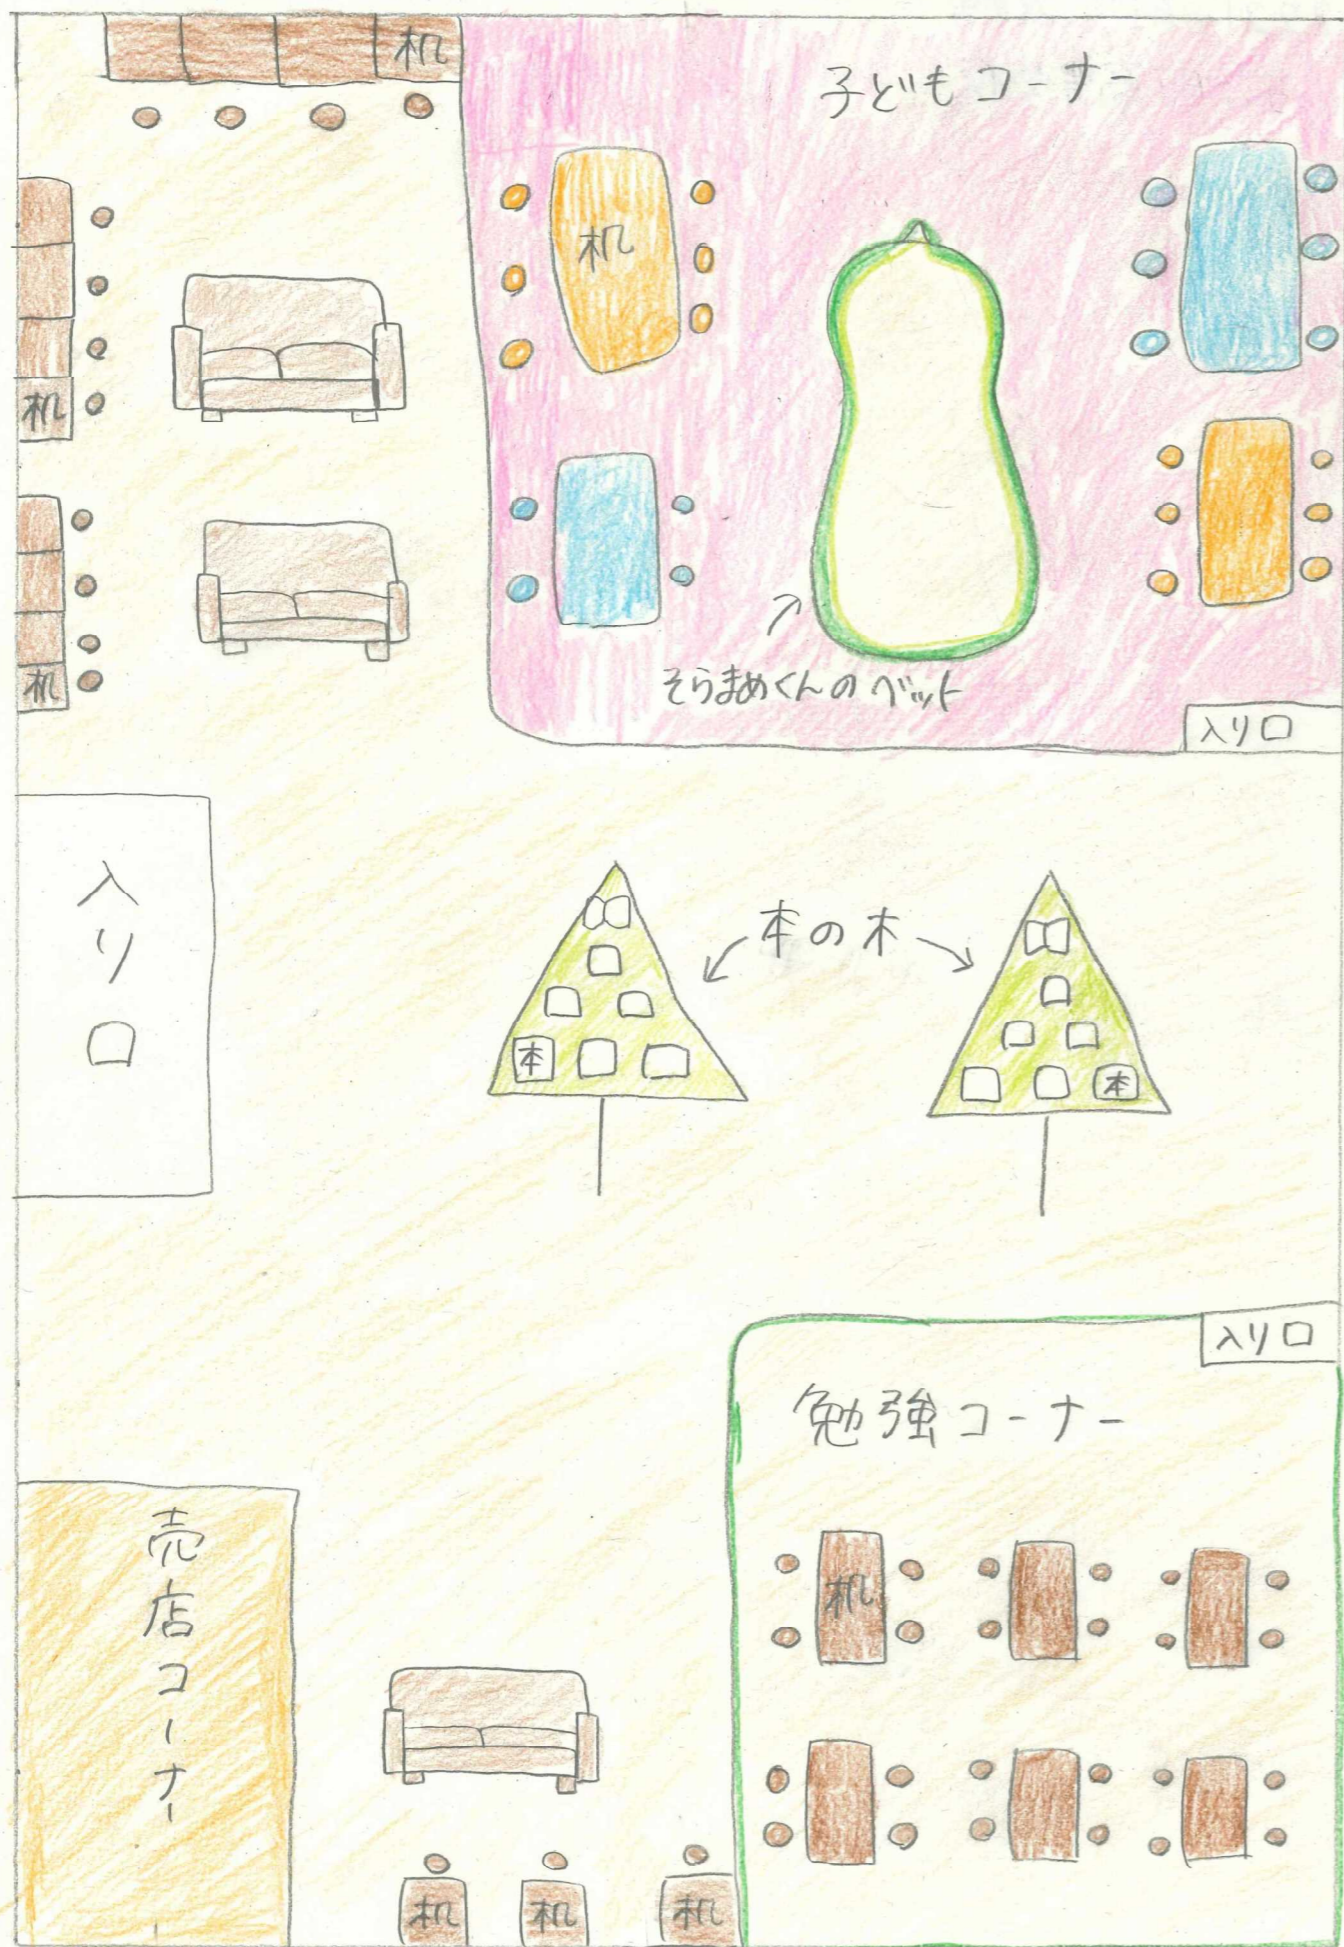 机
子どもコーナー
机
机
机
そらまめくんのベット
入り口
入り口
本の木
本
本
入り口
勉強コーナー
机
売店コーナー
机
机
机